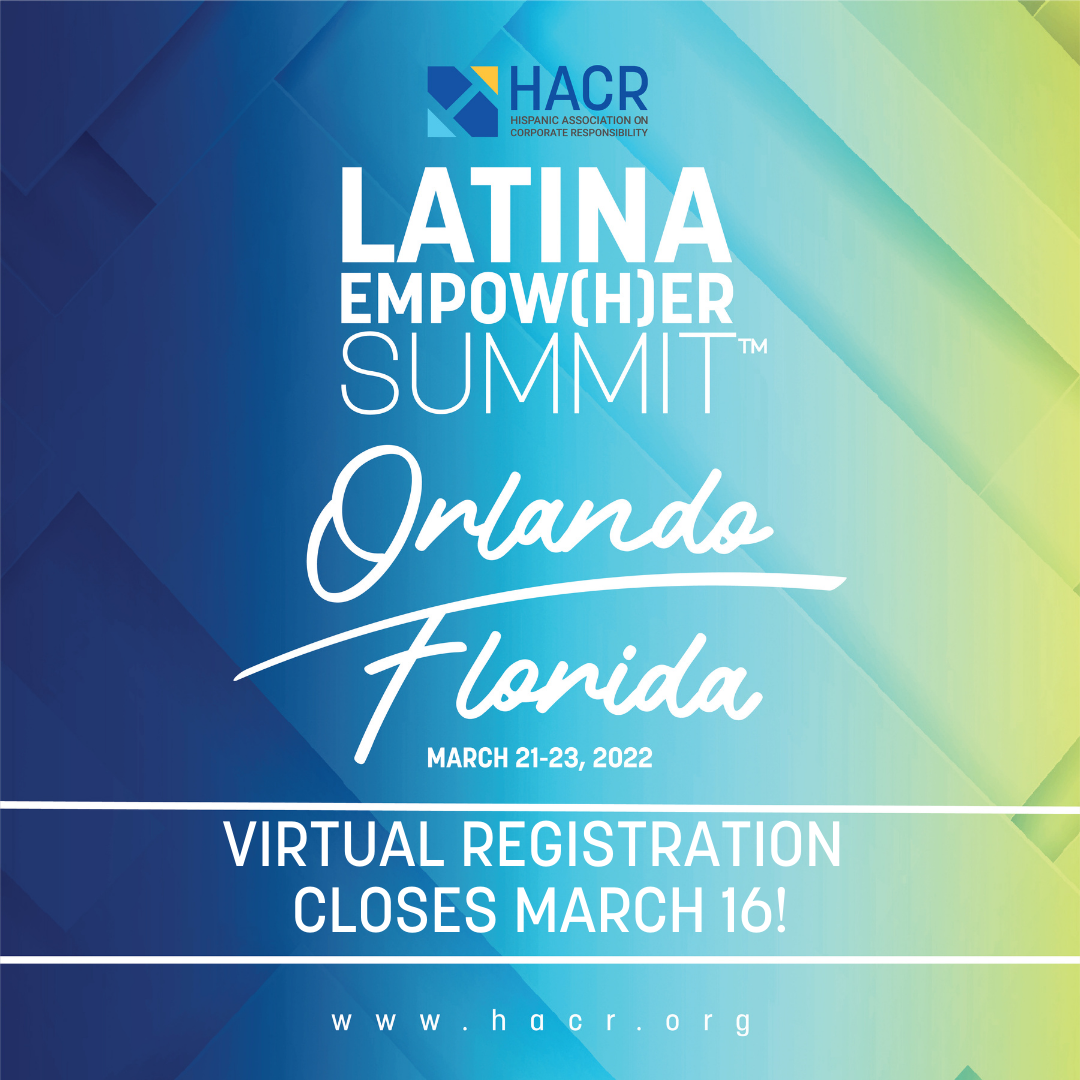 HACR
HISPANIC ASSOCIATION ON
CORPORATE RESPONSIBILITY
LATINA
EMPOW(H)ER
SUMMIT™
Orlando
Florida
MARCH 21-23, 2022
VIRTUAL REGISTRATION
CLOSES MARCH 16!
www.hacr.org